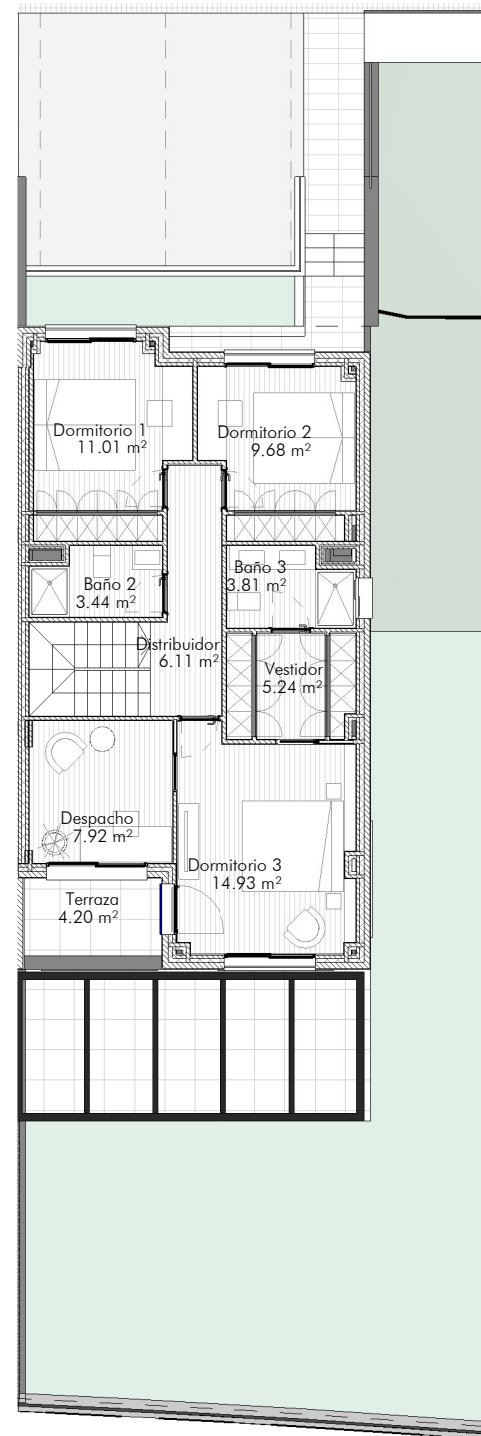 Dormitorio 1
11.01 m²
Dormitorio 2
9.68 m²
Baño 2
3.44 m²
Baño 3
3.81 m²
Distribuidor
6.11 m²
Vestidor
5.24 m²
Despacho
7.92 m²
Dormitorio 3
14.93 m²
Terraza
4.20 m²